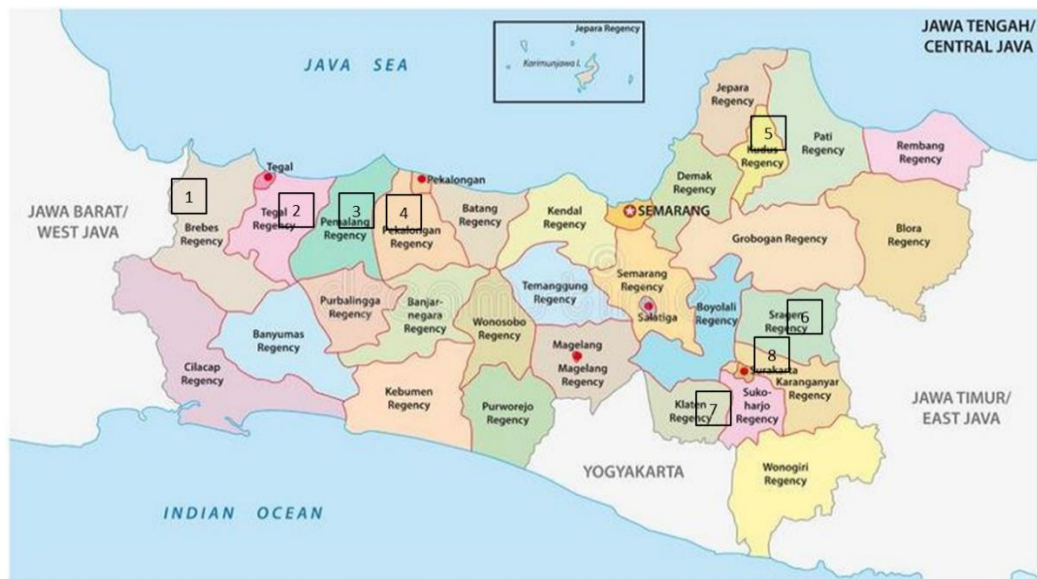 Jepara Regency
Karimunjawa I.
JAWA TENGAH/
CENTRAL JAVA
JAVA SEA
Jepara
Regency
5
Kudus
Regency
Pati
Regency
Rembang
Regency
Tegal
Pekalongan
Demak
Regency
1
2
3
4
JAWA BARAT/
WEST JAVA
Brebes
Regency
Tegal
Regency
Pemalang
Regency
Pekalongan
Regency
Batang
Regency
Kendal
Regency
SEMARANG
Grobogan Regency
Blora
Regency
Semarang
Regency
Temanggung
Regency
Purbalingga
Regency
Banjar-
negara
Regency
Wonosobo
Regency
Salatiga
Boyolali
Regency
Sragen
Regency
6
Banyumas
Regency
Cilacap
Regency
Magelang
Magelang
Regency
8
Surakarta
Karanganyar
Regency
Kebumen
Regency
Purworejo
Regency
Klaten
Regency
7
Suko-
harjo
Regency
JAWA TIMUR/
EAST JAVA
YOGYAKARTA
Wonogiri
Regency
INDIAN OCEAN